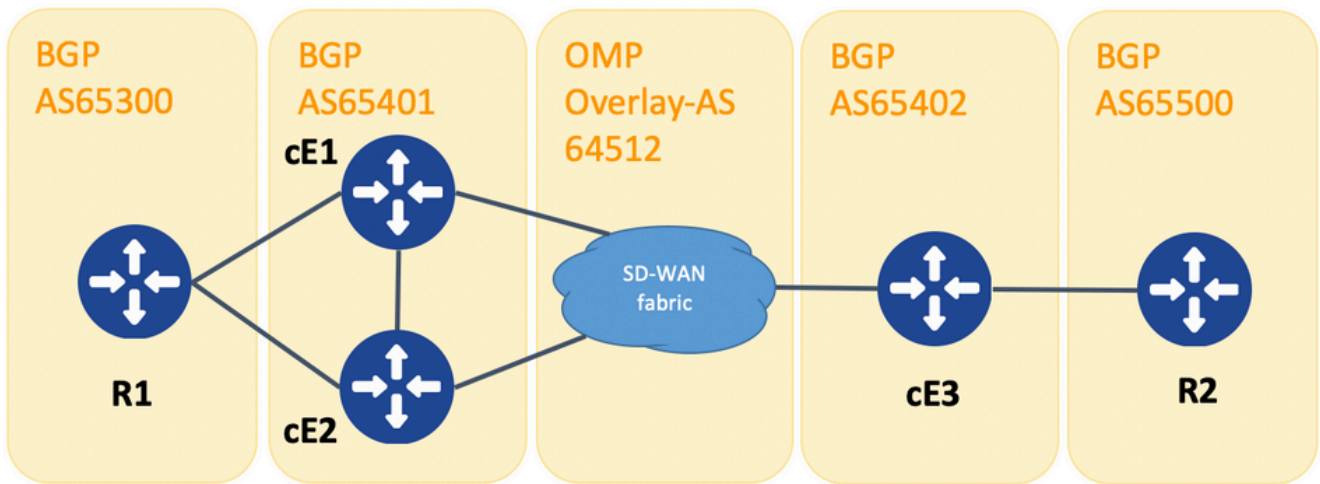 BGP
AS65300
R1
BGP
AS65401
cE1
cE2
OMP
Overlay-AS
64512
SD-WAN
fabric
BGP
AS65402
cE3
BGP
AS65500
R2